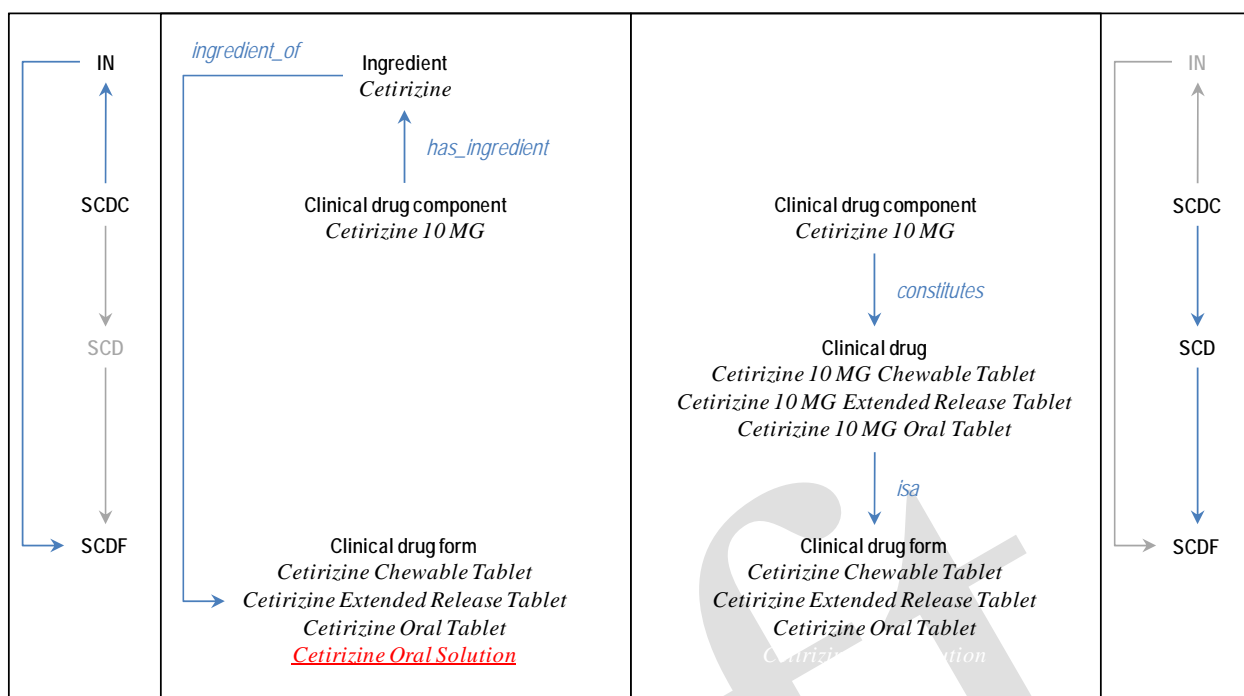 IN
SCDC
SCD
SCDF
ingredient_of
Ingredient
Cetirizine
has_ingredient
Clinical drug component
Cetirizine 10 MG
Clinical drug form
Cetirizine Chewable Tablet
Cetirizine Extended Release Tablet
Cetirizine Oral Tablet
Cetirizine Oral Solution
Clinical drug component
Cetirizine 10 MG
constitutes
Clinical drug
Cetirizine 10 MG Chewable Tablet
Cetirizine 10 MG Extended Release Tablet
Cetirizine 10 MG Oral Tablet
isa
Clinical drug form
Cetirizine Chewable Tablet
Cetirizine Extended Release Tablet
Cetirizine Oral Tablet
IN
SCDC
SCD
SCDF